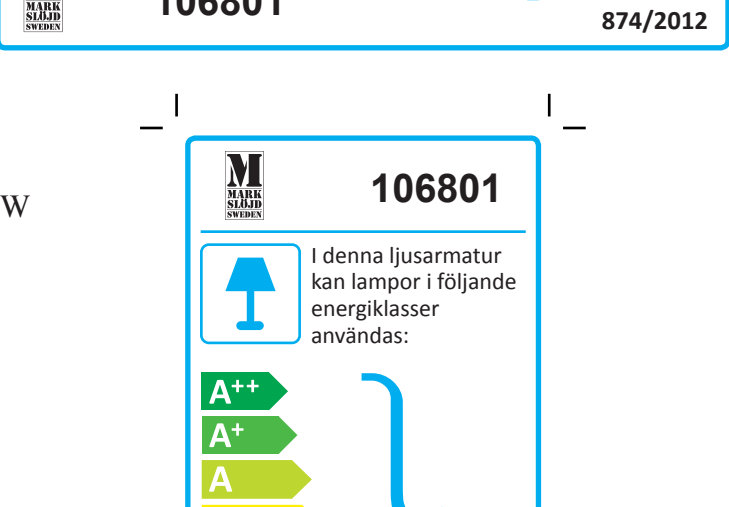 MARK
SLÖJD
SWEDEN
106801
874/2012
W
M
MARK
SLÖJD
SWEDEN
106801
I denna ljusarmatur
kan lampor i följande
energiklasser
användas:
A++
A+
A